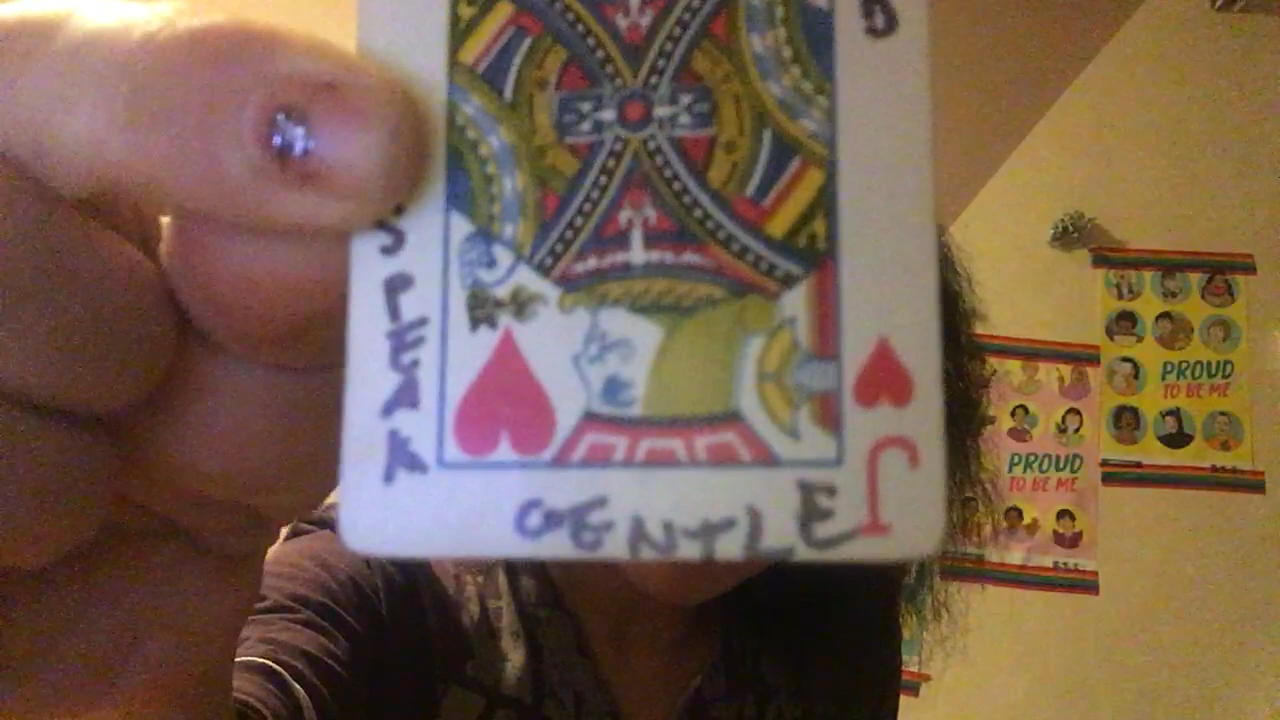 SPEAK
GENTLE
J
PROUD
TO BE ME
PROUD
TO BE ME